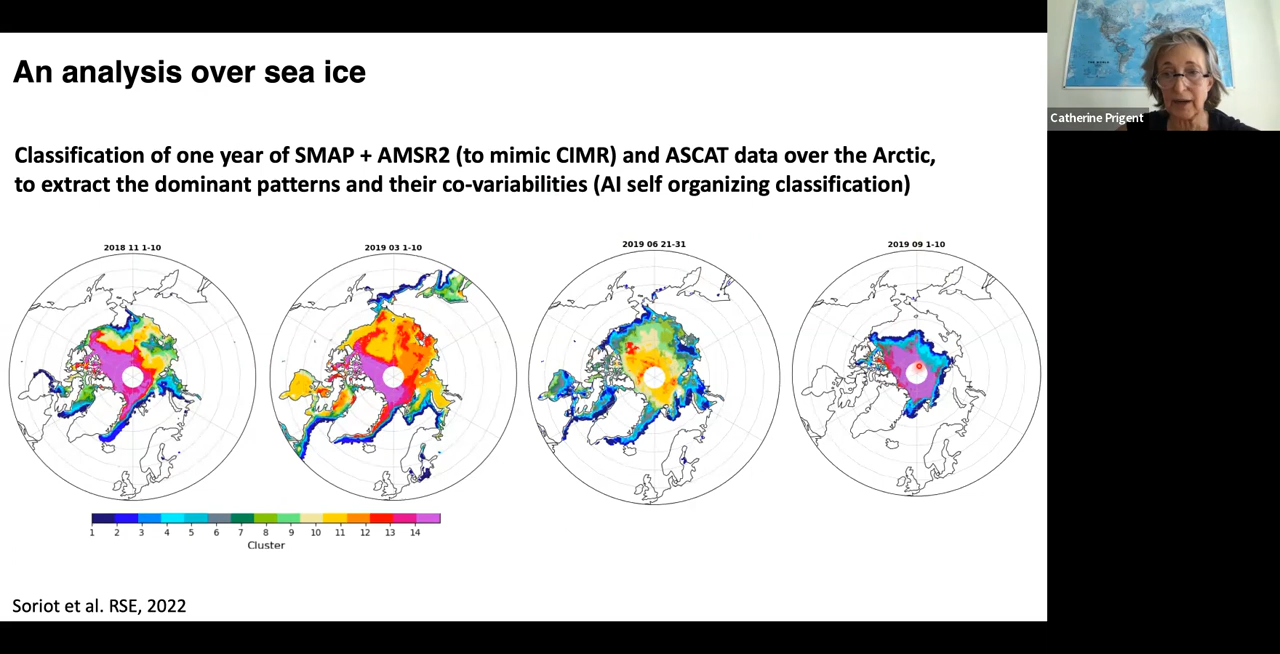 An analysis over sea ice
Catherine Prigent
Classification of one year of SMAP + AMSR2 (to mimic CIMR) and ASCAT data over the Arctic,
to extract the dominant patterns and their co-variabilities (AI self organizing classification)
2018 11 1-10
2019 03 1-10
2019 06 21-31
2019 09 1-10
1 2 3 4 5 6 7 8 9 10 11 12 13 14
Cluster
Soriot et al. RSE, 2022